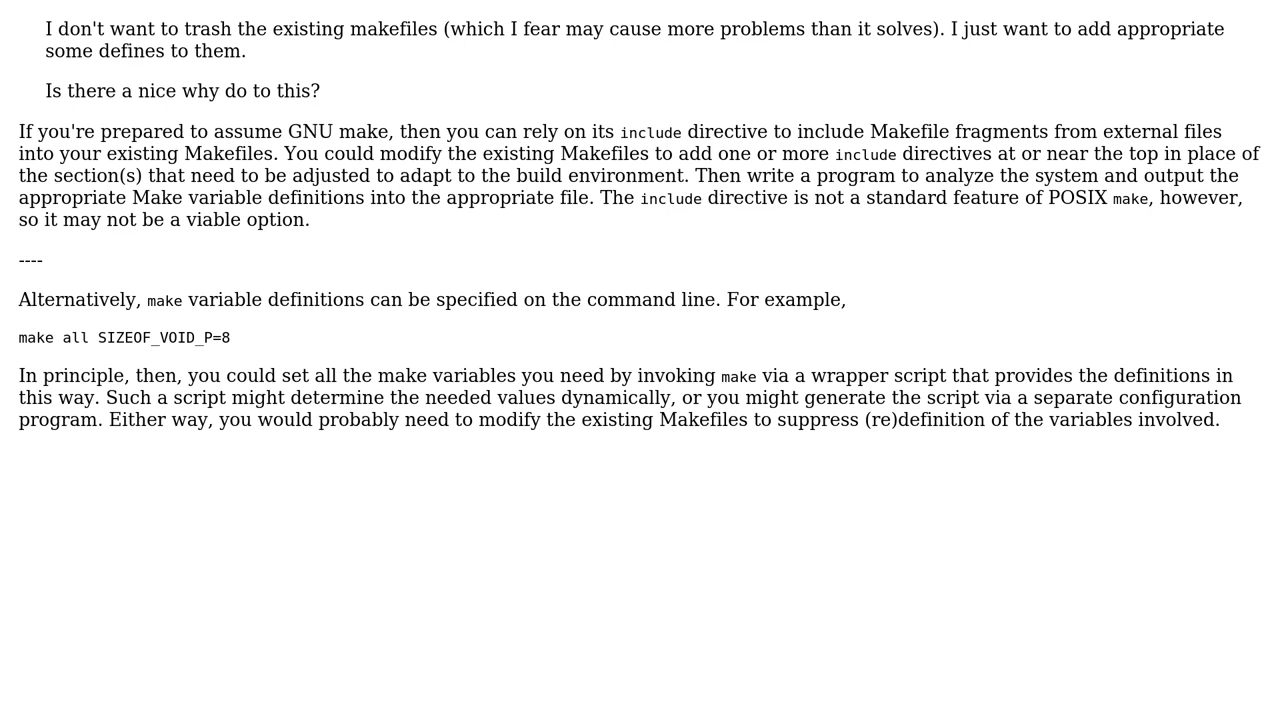 I don't want to trash the existing makefiles (which I fear may cause more problems than it solves). I just want to add appropriate
some defines to them.
Is there a nice why do to this?
If you're prepared to assume GNU make, then you can rely on its include directive to include Makefile fragments from external files
into your existing Makefiles. You could modify the existing Makefiles to add one or more include directives at or near the top in place of
the section(s) that need to be adjusted to adapt to the build environment. Then write a program to analyze the system and output the
appropriate Make variable definitions into the appropriate file. The include directive is not a standard feature of POSIX make, however,
so it may not be a viable option.
----
Alternatively, make variable definitions can be specified on the command line. For example,
make all SIZEOF_VOID_P=8
In principle, then, you could set all the make variables you need by invoking make via a wrapper script that provides the definitions in
this way. Such a script might determine the needed values dynamically, or you might generate the script via a separate configuration
program. Either way, you would probably need to modify the existing Makefiles to suppress (re)definition of the variables involved.